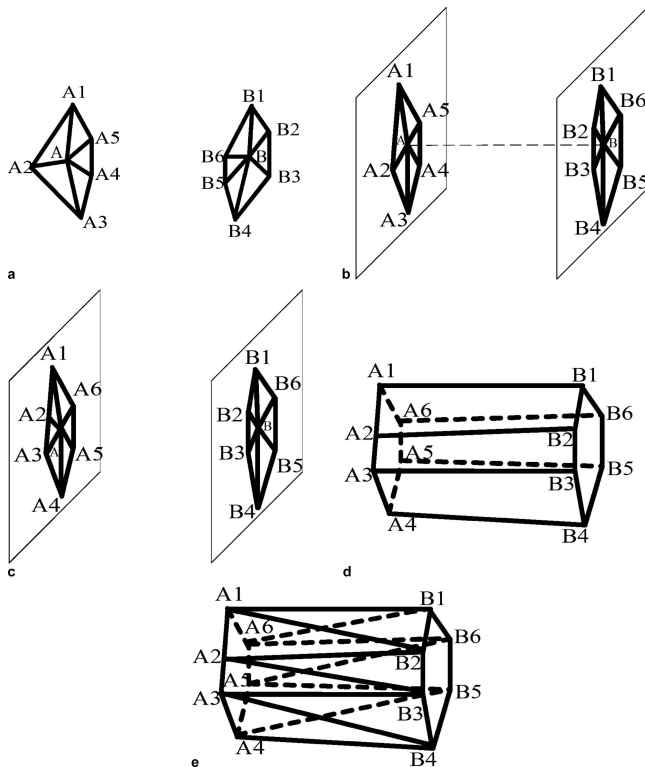 A1 A5 A2 A A4 A3
B1 B2 B6 B B5 B3 B4
a
A1 A5 A A2 A4 A3
B1 B6 B2 B B3 B5 B4
b
A1 A6 A2 A3 A A5 A4
B1 B6 B2 B B3 B5 B4
c
A1 B1
A6 B6
A2 B2
A5 B5
A3 B3
A4 B4
d
A1 B1
A6 B6
A2 B2
A5 B5
A3 B3
A4 B4
e